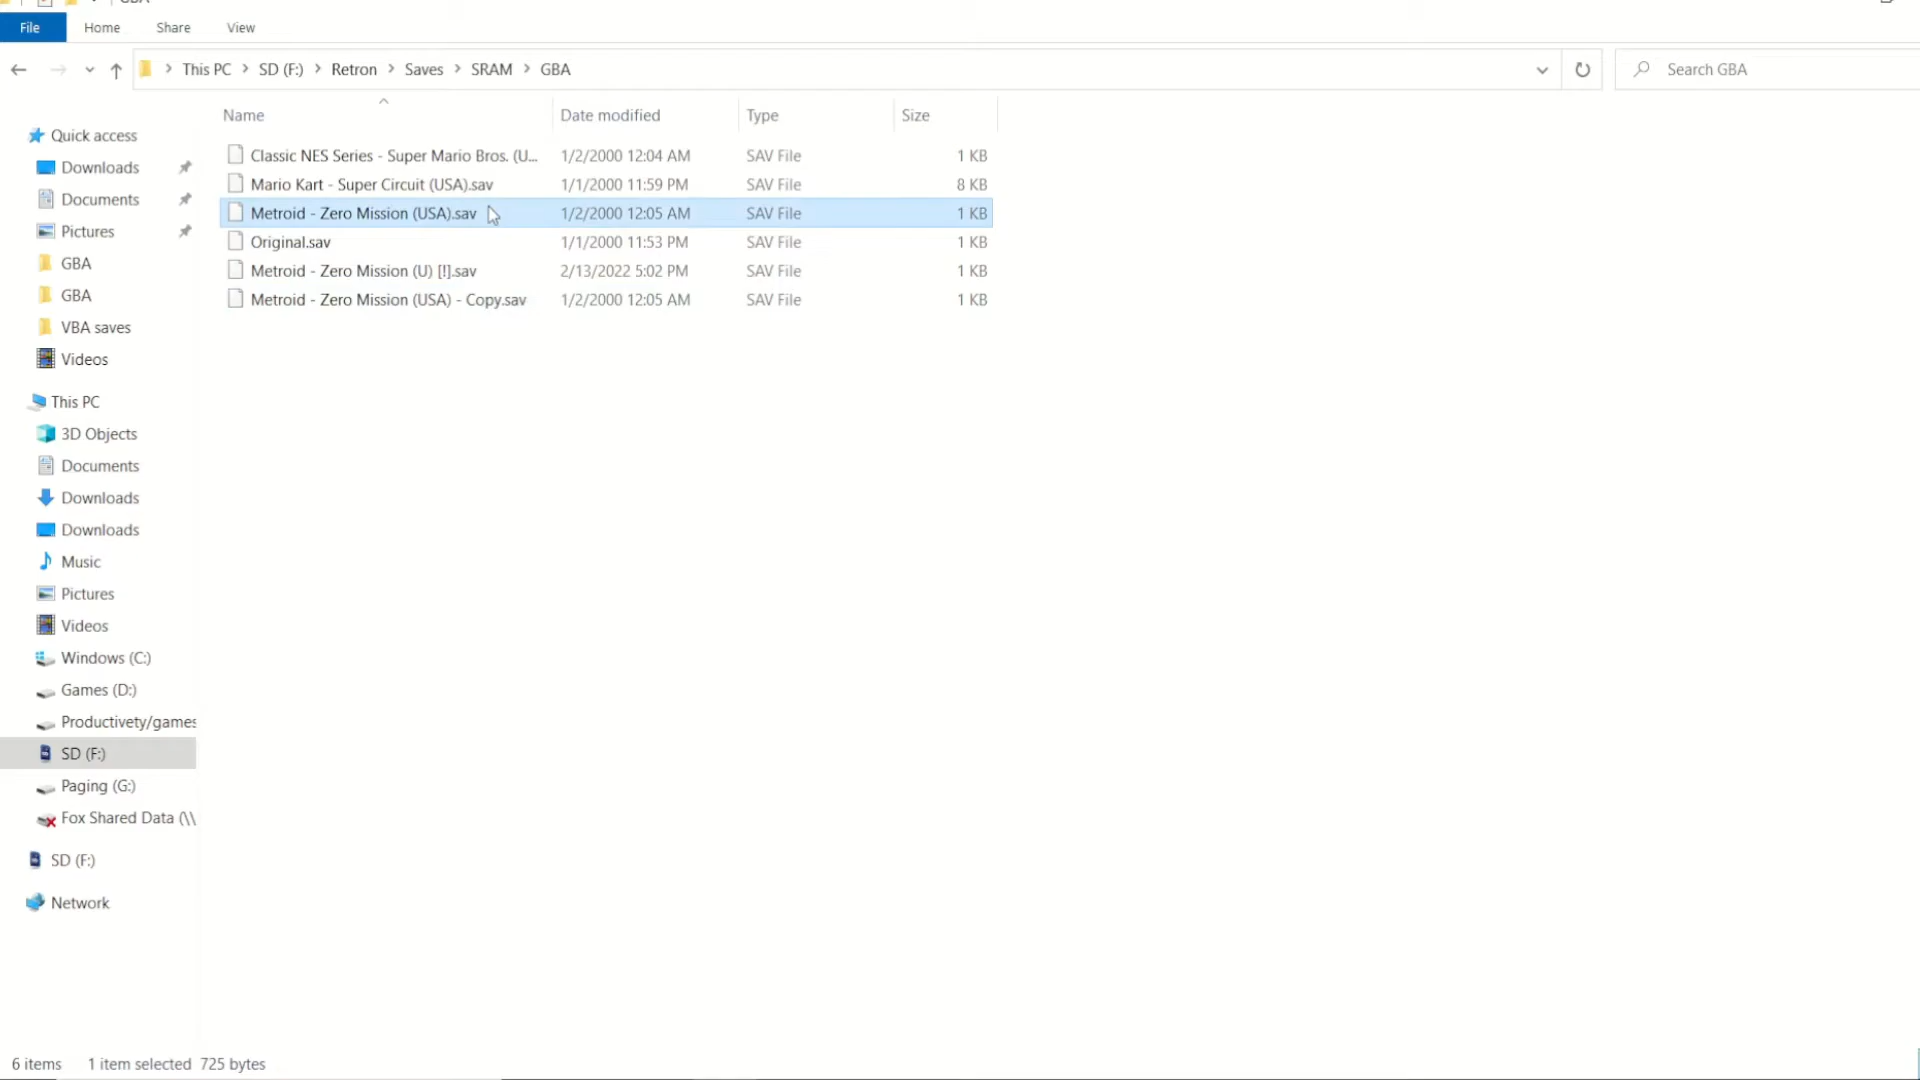 GBA
File Home Share View
This PC SD (F:) Retron Saves SRAM GBA Search GBA
Name Date modified Type Size
Classic NES Series - Super Mario Bros. (U... 1/2/2000 12:04 AM SAV File 1 KB
Mario Kart - Super Circuit (USA).sav 1/1/2000 11:59 PM SAV File 8 KB
Metroid - Zero Mission (USA).sav 1/2/2000 12:05 AM SAV File 1 KB
Original.sav 1/1/2000 11:53 PM SAV File 1 KB
Metroid - Zero Mission (U) [!].sav 2/13/2022 5:02 PM SAV File 1 KB
Metroid - Zero Mission (USA) - Copy.sav 1/2/2000 12:05 AM SAV File 1 KB
Quick access
Downloads
Documents
Pictures
GBA
GBA
VBA saves
Videos
This PC
3D Objects
Documents
Downloads
Downloads
Music
Pictures
Videos
Windows (C:)
Games (D:)
Productivety/games
SD (F:)
Paging (G:)
Fox Shared Data (\\
SD (F:)
Network
6 items 1 item selected 725 bytes